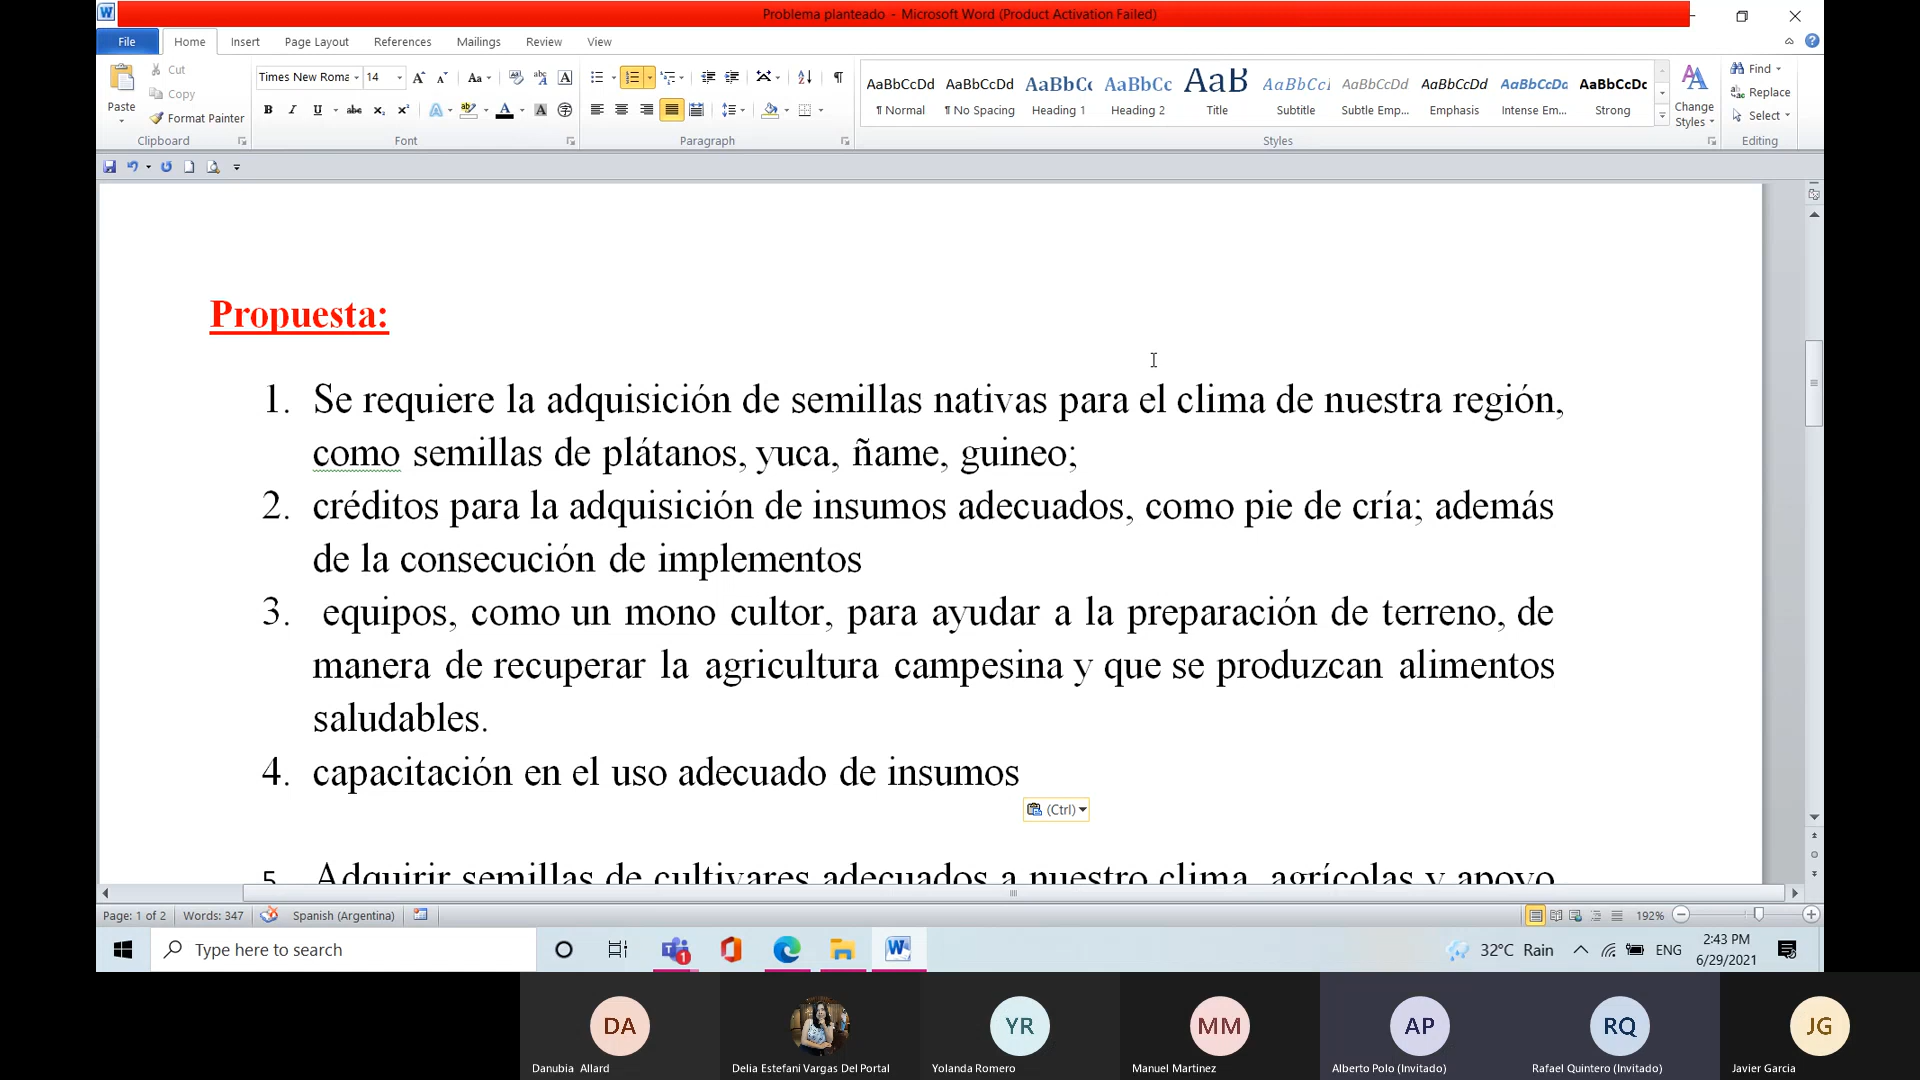 Problema planteado - Microsoft Word (Product Activation Failed)
File Home Insert Page Layout References Mailings Review View
Paste
Cut
Copy
Format Painter
Clipboard
Times New Roma 14
Font
Paragraph
AaBbCcDd AaBbCcDd AaBbCc AaBbCc AaB AaBbCcI AaBbCcDd AaBbCcDd AaBbCcDc AaBbCcDc
¶ Normal ¶ No Spacing Heading 1 Heading 2 Title Subtitle Subtle Emp... Emphasis Intense Em... Strong
Change Styles
Styles
Find
Replace
Select
Editing
Propuesta:
1. Se requiere la adquisición de semillas nativas para el clima de nuestra región,
como semillas de plátanos, yuca, ñame, guineo;
2. créditos para la adquisición de insumos adecuados, como pie de cría; además
de la consecución de implementos
3. equipos, como un mono cultor, para ayudar a la preparación de terreno, de
manera de recuperar la agricultura campesina y que se produzcan alimentos
saludables.
4. capacitación en el uso adecuado de insumos
(Ctrl)
5. Adquirir semillas de cultivares adecuados a nuestro clima, agrícolas y apoyo
Page: 1 of 2 Words: 347 Spanish (Argentina) 192%
Type here to search
1
32°C Rain ENG
2:43 PM
6/29/2021
DA YR MM AP RQ JG
Danubia Allard Delia Estefani Vargas Del Portal Yolanda Romero Manuel Martinez Alberto Polo (Invitado) Rafael Quintero (Invitado) Javier Garcia